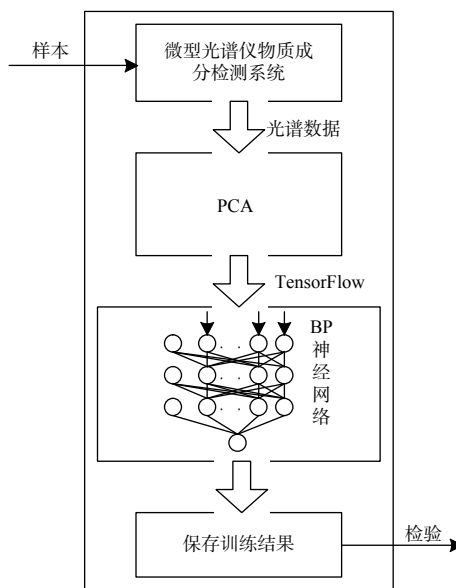 样本
微型光谱仪物质成
分检测系统
光谱数据
PCA
TensorFlow
BP
神
经
网
络
保存训练结果
检验